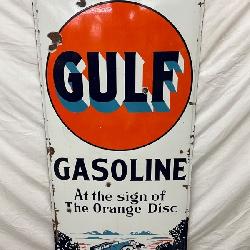 GULF
GASOLINE
At the sign of
The Orange Disc